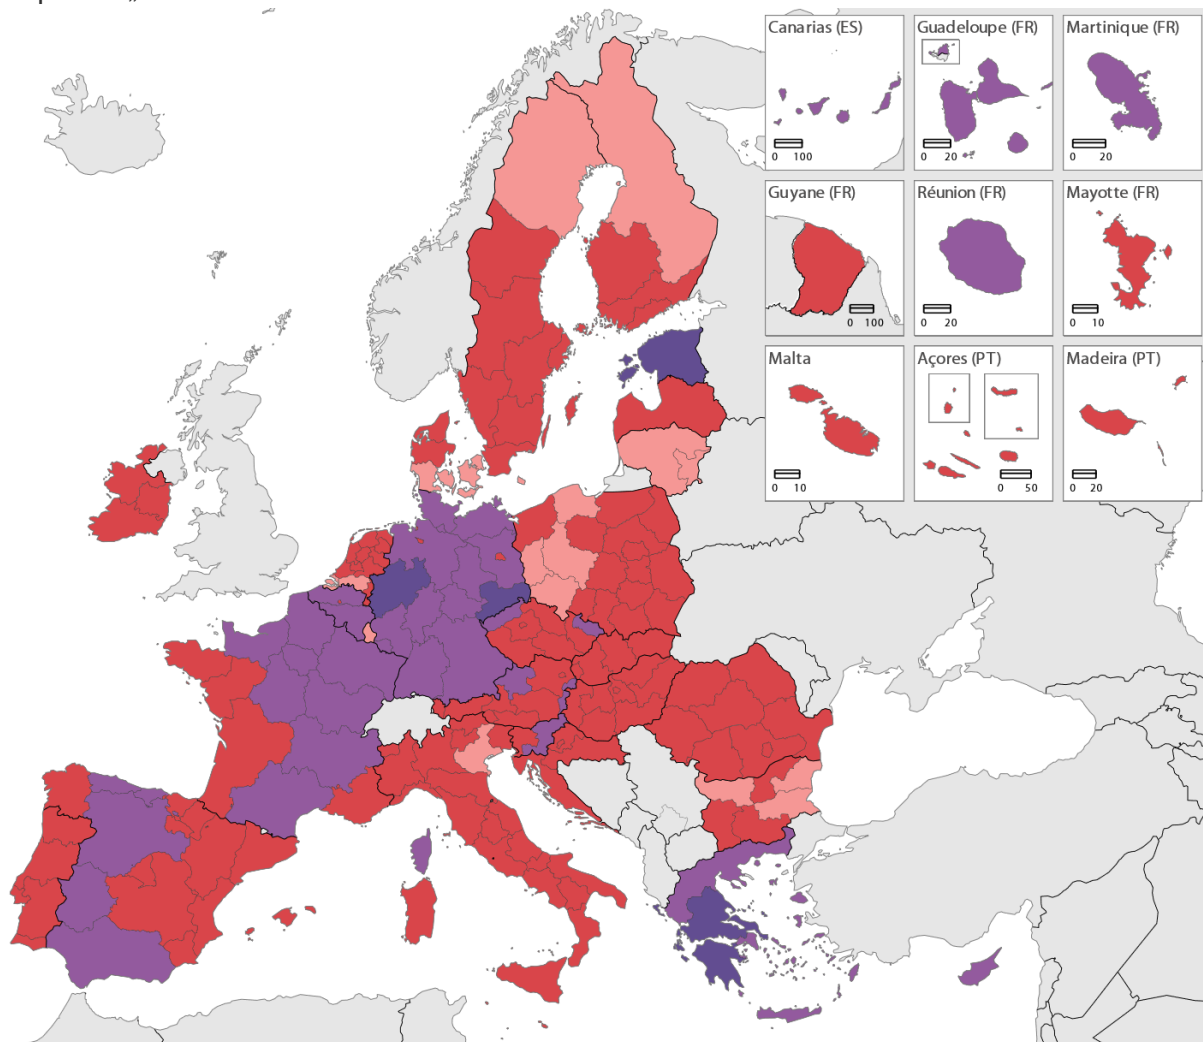 Canarias (ES)
0 100
Guadeloupe (FR)
0 20
Martinique (FR)
0 20
Guyane (FR)
0 100
Réunion (FR)
0 20
Mayotte (FR)
0 10
Malta
0 10
Açores (PT)
0 50
Madeira (PT)
0 20